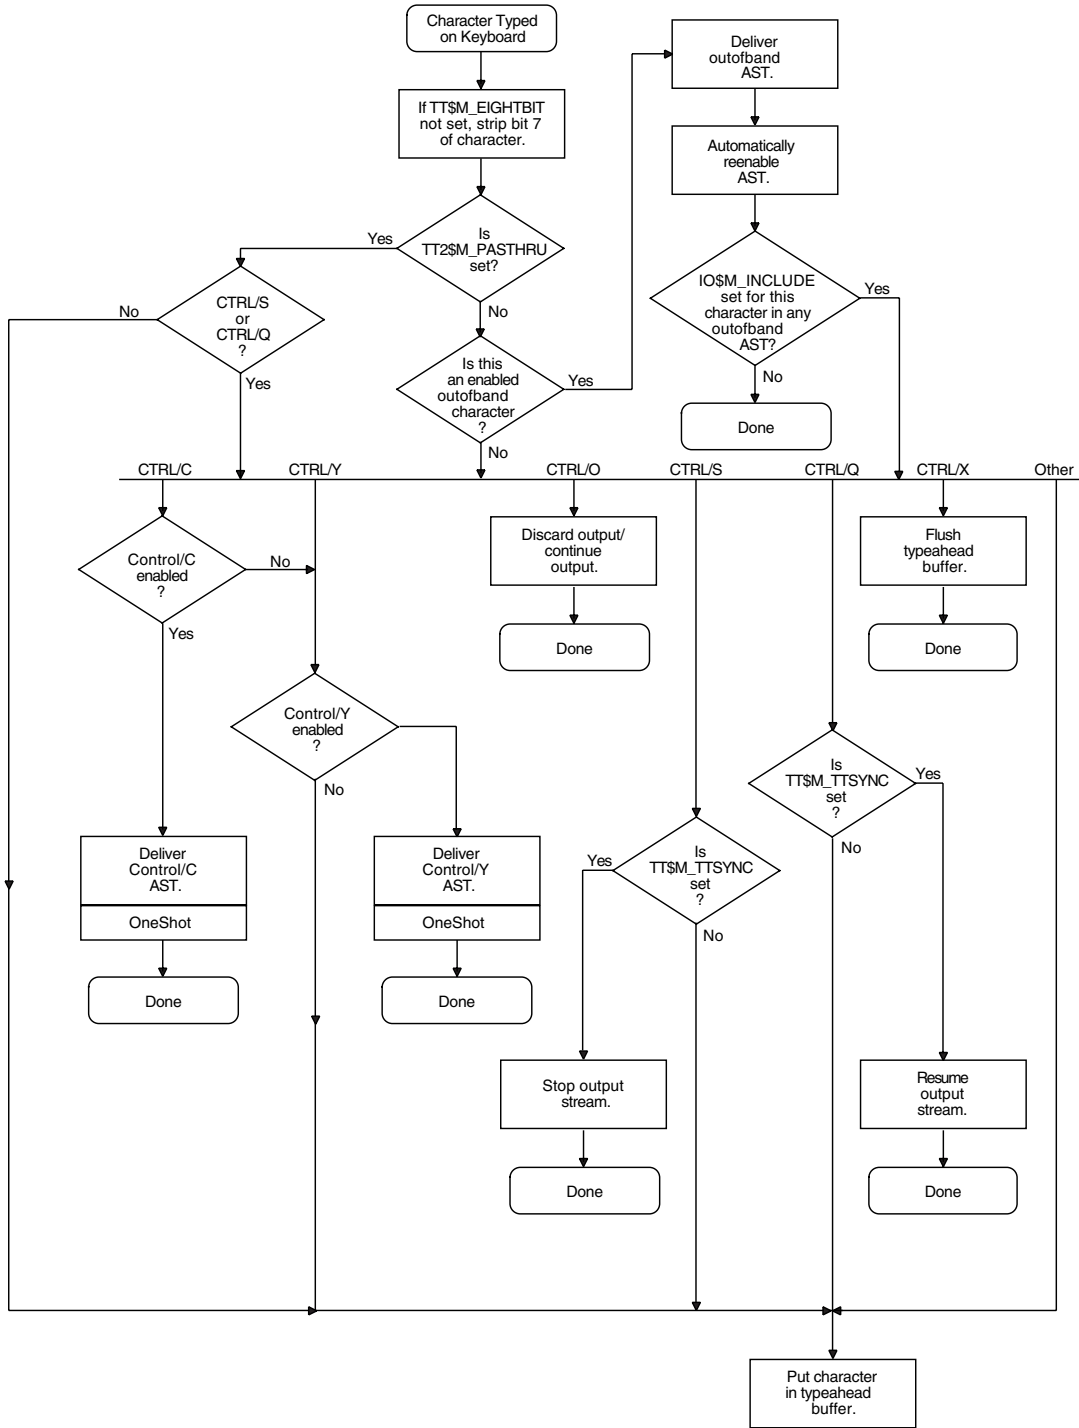 Character Typed
on Keyboard
Deliver
outofband
AST.
If TT$M_EIGHTBIT
not set, strip bit 7
of character.
Automatically
reenable
AST.
Yes
Is
TT2$M_PASTHRU
set?
No
CTRL/S
or
CTRL/Q
?
Yes
No
IO$M_INCLUDE
set for this
character in any
outofband
AST?
Yes
No
Is this
an enabled
outofband
character
?
Yes
No
Done
CTRL/C
CTRL/Y
CTRL/O
CTRL/S
CTRL/Q
CTRL/X
Other
Control/C
enabled
?
No
Yes
Discard output/
continue
output.
Done
Flush
typeahead
buffer.
Done
Control/Y
enabled
?
No
Is
TT$M_TTSYNC
set
?
Yes
No
Yes
Is
TT$M_TTSYNC
set
?
No
Deliver
Control/C
AST.
OneShot
Done
Deliver
Control/Y
AST.
OneShot
Done
Stop output
stream.
Done
Resume
output
stream.
Done
Put character
in typeahead
buffer.